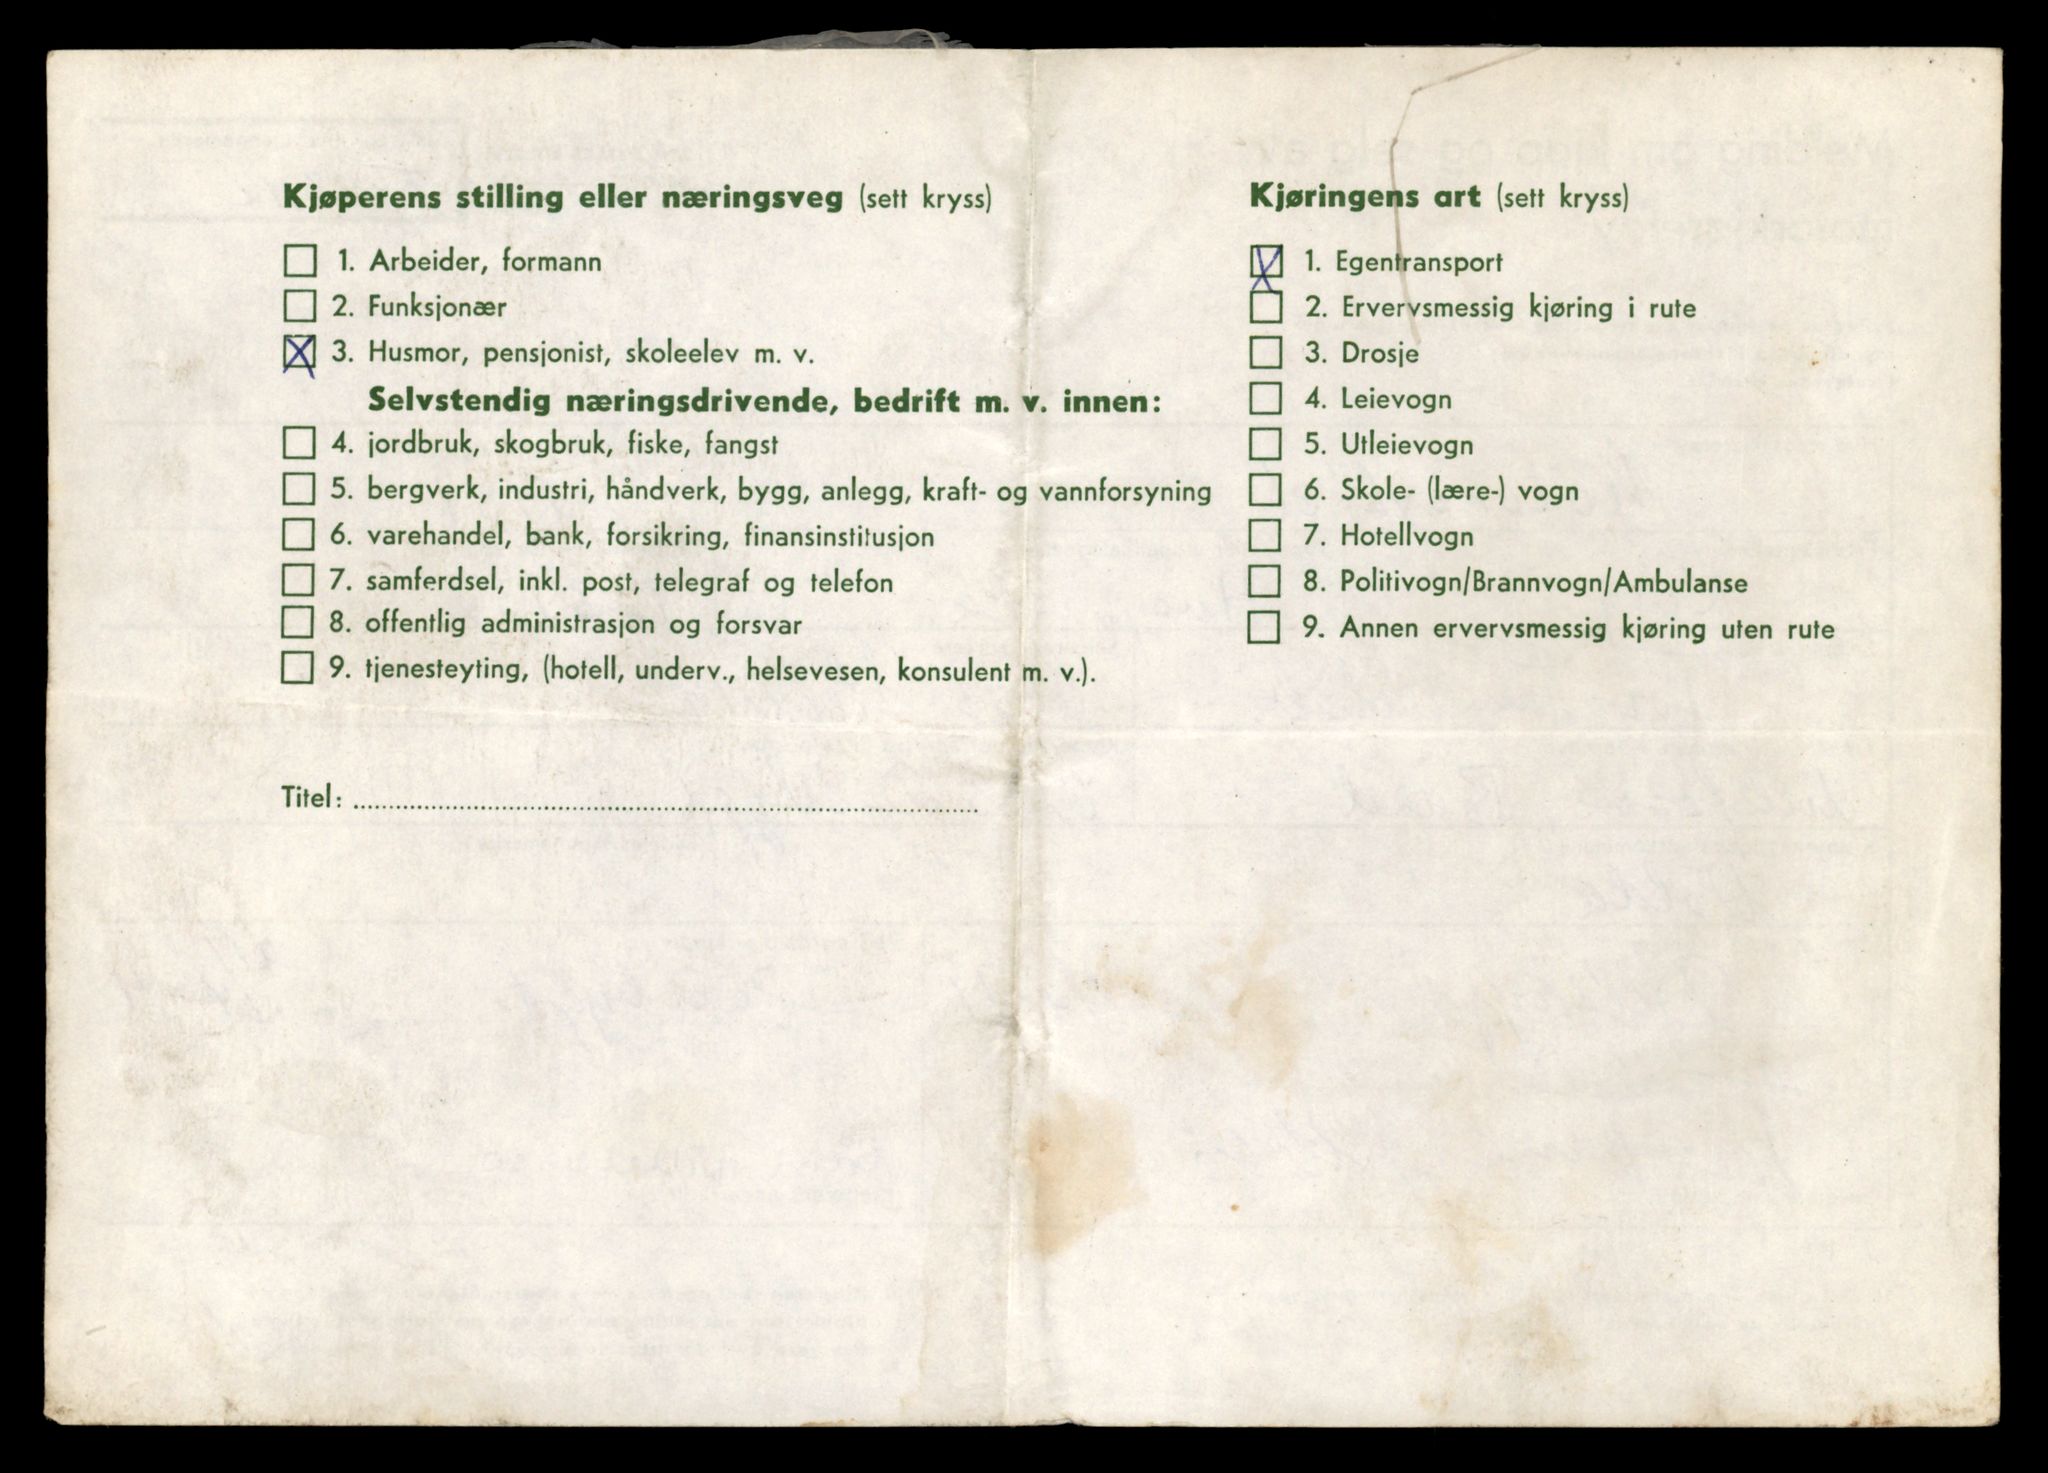 Kjøperens stilling eller næringsveg (sett kryss)
1. Arbeider, formann
2. Funksjonær
3. Husmor, pensjonist, skoleelev m. v.
Selvstendig næringsdrivende, bedrift m. v. innen:
4. jordbruk, skogbruk, fiske, fangst
5. bergverk, industri, håndverk, bygg, anlegg, kraft- og vannforsyning
6. varehandel, bank, forsikring, finansinstitusjon
7. samferdsel, inkl. post, telegraf og telefon
8. offentlig administrasjon og forsvar
9. tjenesteyting, (hotell, underv., helsevesen, konsulent m. v.).
Titel:
Kjøringens art (sett kryss)
1. Egentransport
2. Ervervsmessig kjøring i rute
3. Drosje
4. Leievogn
5. Utleievogn
6. Skole- (lære-) vogn
7. Hotellvogn
8. Politivogn/Brannvogn/Ambulanse
9. Annen ervervsmessig kjøring uten rute